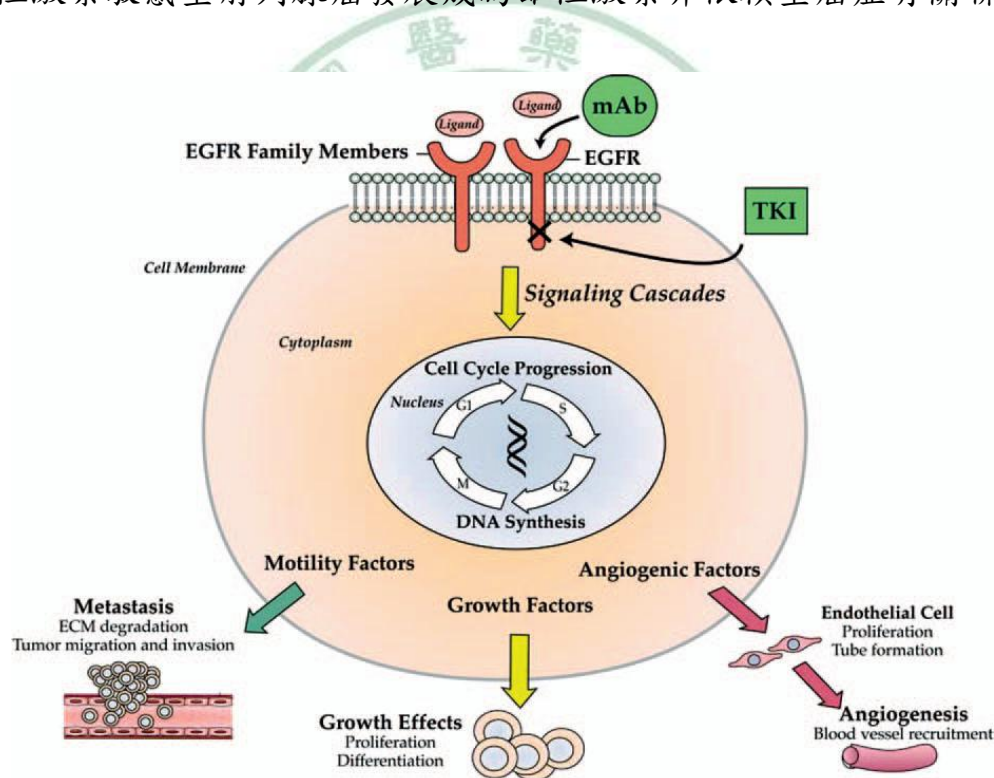 醫藥
Ligand
Ligand
mAb
EGFR Family Members
EGFR
TKI
Cell Membrane
Signaling Cascades
Cytoplasm
Cell Cycle Progression
Nucleus
G1
S
M
G2
DNA Synthesis
Motility Factors
Angiogenic Factors
Growth Factors
Metastasis
ECM degradation
Tumor migration and invasion
Endothelial Cell
Proliferation
Tube formation
Growth Effects
Proliferation
Differentiation
Angiogenesis
Blood vessel recruitment